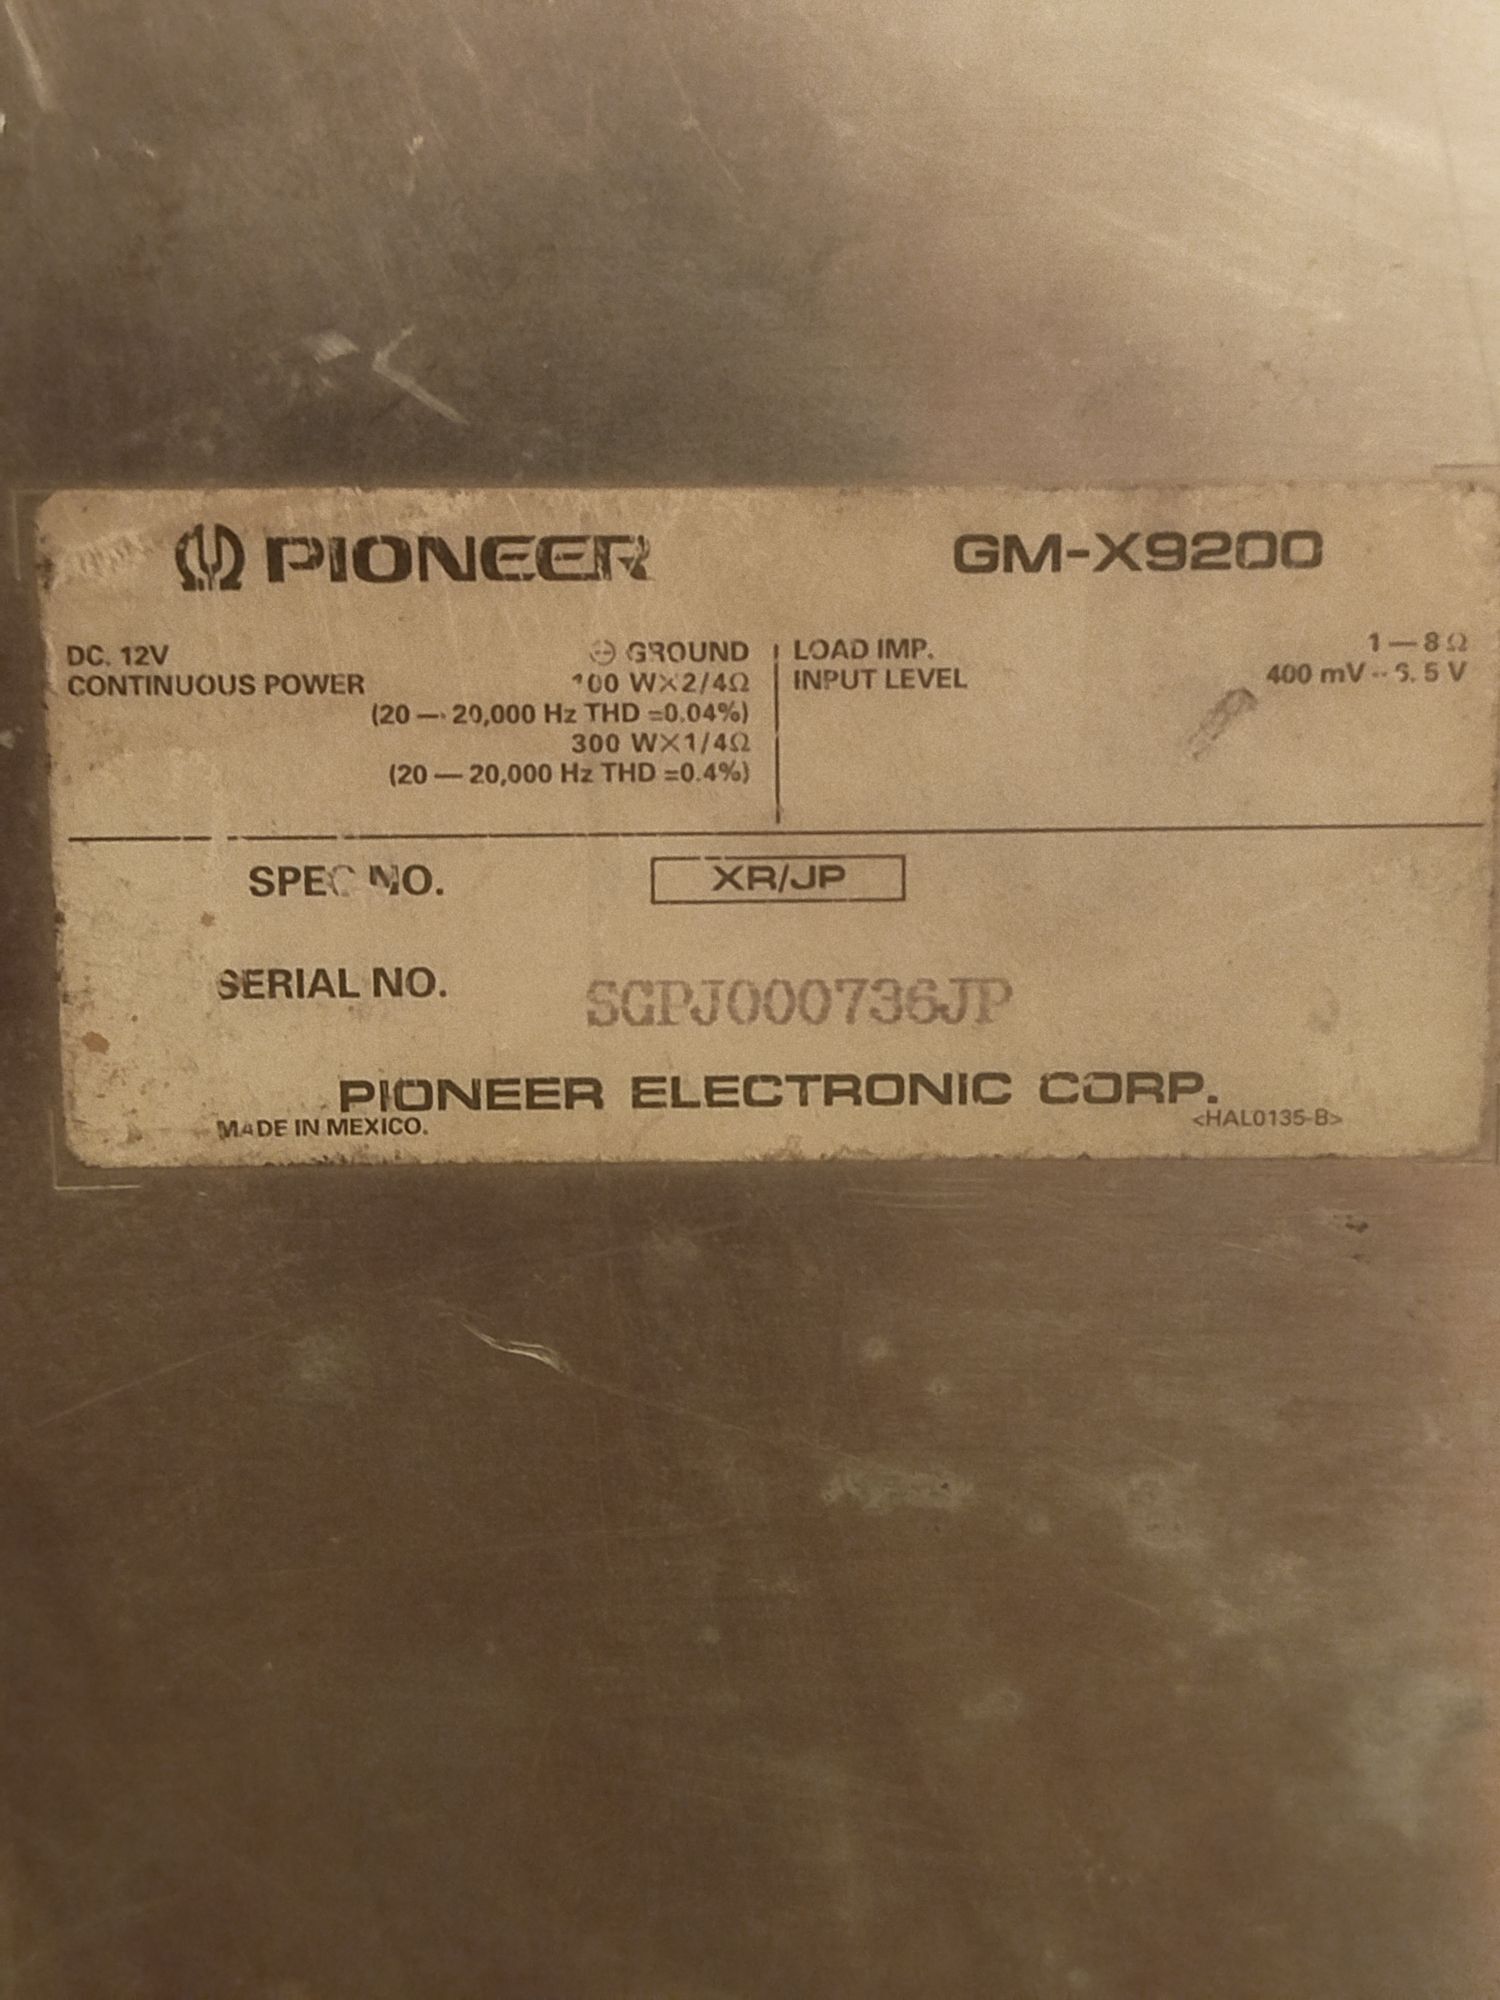 PIONEER GM-X9200
DC. 12V ⊖ GROUND LOAD IMP. 1—8Ω
CONTINUOUS POWER 100 W×2/4Ω INPUT LEVEL 400 mV–6.5 V
(20—20,000 Hz THD =0.04%)
300 W×1/4Ω
(20—20,000 Hz THD =0.4%)
SPEC NO. XR/JP
SERIAL NO. SGPJ000736JP
PIONEER ELECTRONIC CORP.
MADE IN MEXICO. <HAL0135-B>